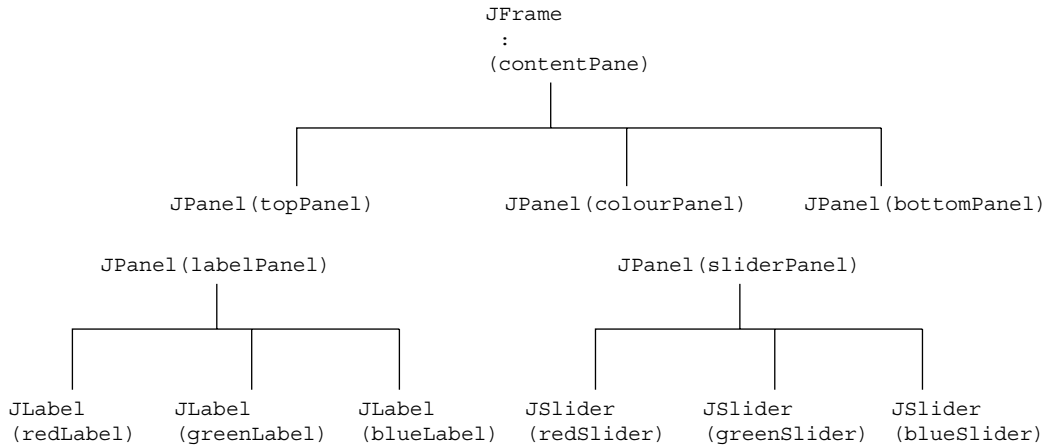 JFrame
:
(contentPane)
JPanel(topPanel) JPanel(colourPanel) JPanel(bottomPanel)
JPanel(labelPanel) JPanel(sliderPanel)
JLabel JLabel JLabel JSlider JSlider JSlider
(redLabel) (greenLabel) (blueLabel) (redSlider) (greenSlider) (blueSlider)